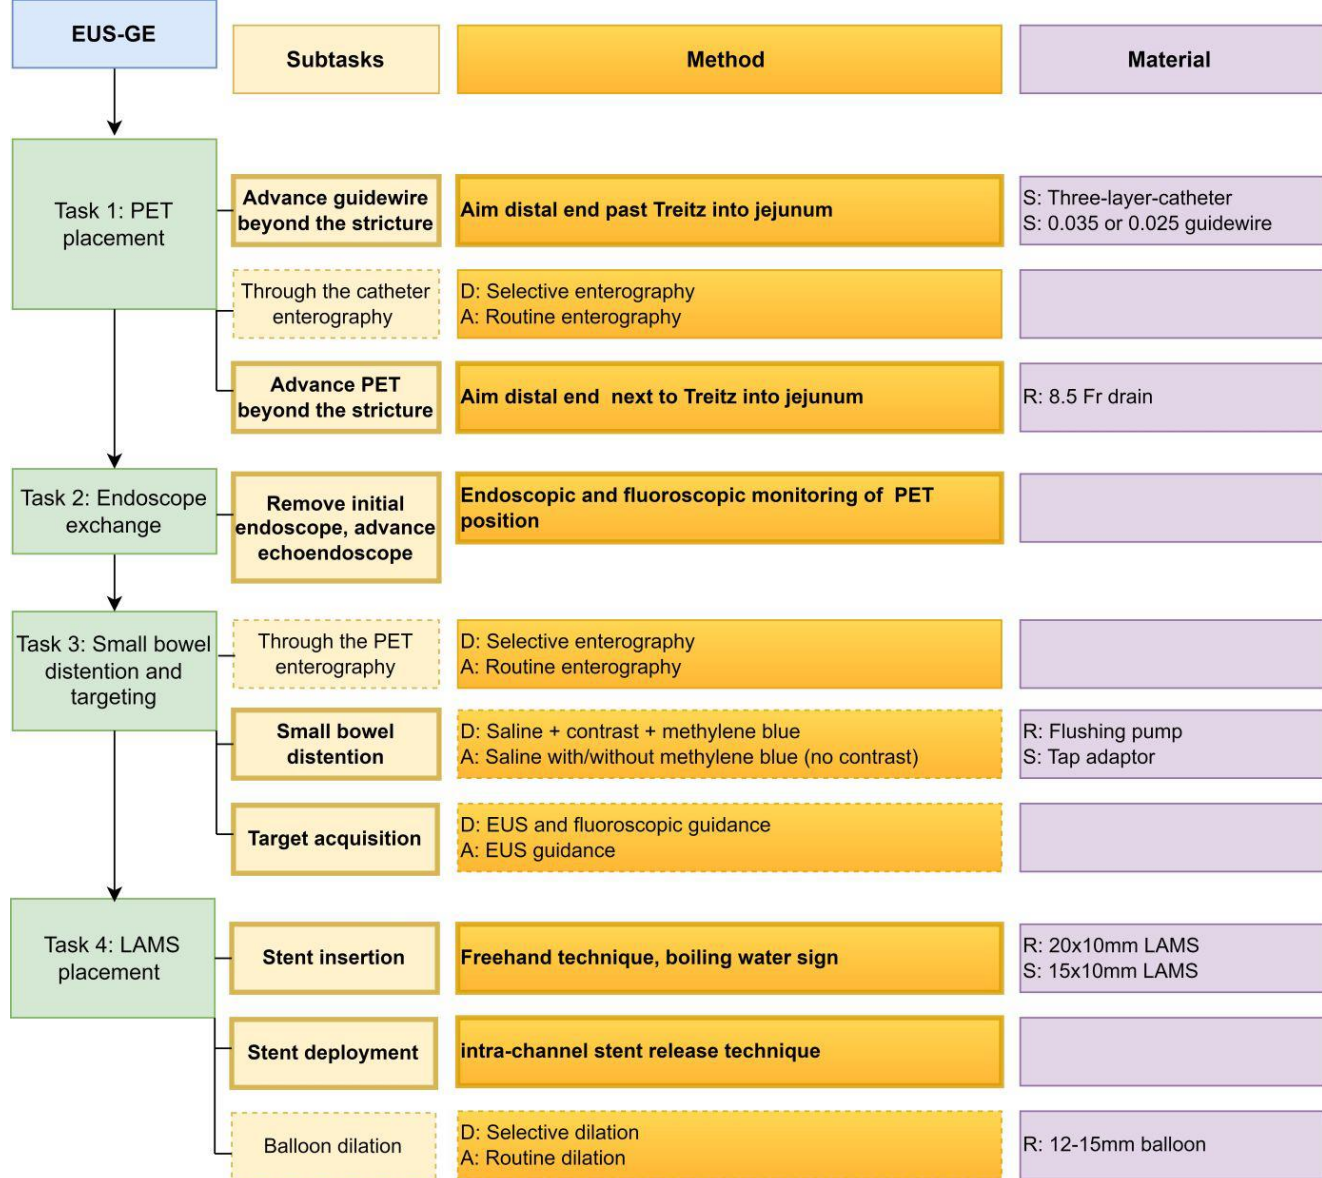 EUS-GE
Subtasks
Method
Material
Task 1: PET
placement
Advance guidewire
beyond the stricture
Aim distal end past Treitz into jejunum
S: Three-layer-catheter
S: 0.035 or 0.025 guidewire
Through the catheter
enterography
D: Selective enterography
A: Routine enterography
Advance PET
beyond the stricture
Aim distal end next to Treitz into jejunum
R: 8.5 Fr drain
Task 2: Endoscope
exchange
Remove initial
endoscope, advance
echoendoscope
Endoscopic and fluoroscopic monitoring of PET
position
Task 3: Small bowel
distention and
targeting
Through the PET
enterography
D: Selective enterography
A: Routine enterography
Small bowel
distention
D: Saline + contrast + methylene blue
A: Saline with/without methylene blue (no contrast)
R: Flushing pump
S: Tap adaptor
Target acquisition
D: EUS and fluoroscopic guidance
A: EUS guidance
Task 4: LAMS
placement
Stent insertion
Freehand technique, boiling water sign
R: 20x10mm LAMS
S: 15x10mm LAMS
Stent deployment
intra-channel stent release technique
Balloon dilation
D: Selective dilation
A: Routine dilation
R: 12-15mm balloon